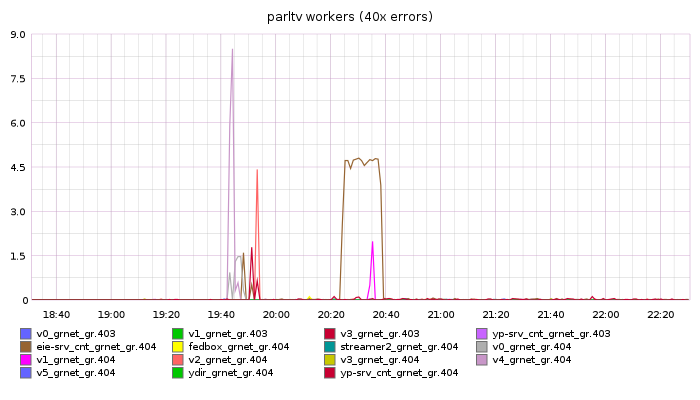 parltv workers (40x errors)
9.0
7.5
6.0
4.5
3.0
1.5
0
18:40 19:00 19:20 19:40 20:00 20:20 20:40 21:00 21:20 21:40 22:00 22:20
v0_grnet_gr.403 v1_grnet_gr.403 v3_grnet_gr.403 yp-srv_cnt_grnet_gr.403
eie-srv_cnt_grnet_gr.404 fedbox_grnet_gr.404 streamer2_grnet_gr.404 v0_grnet_gr.404
v1_grnet_gr.404 v2_grnet_gr.404 v3_grnet_gr.404 v4_grnet_gr.404
v5_grnet_gr.404 ydir_grnet_gr.404 yp-srv_cnt_grnet_gr.404